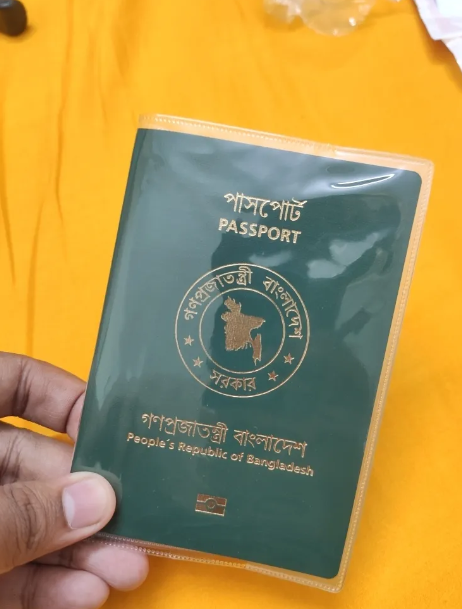 পাসপোর্ট
PASSPORT
গণপ্রজাতন্ত্রী বাংলাদেশ
সরকার
গণপ্রজাতন্ত্রী বাংলাদেশ
People's Republic of Bangladesh